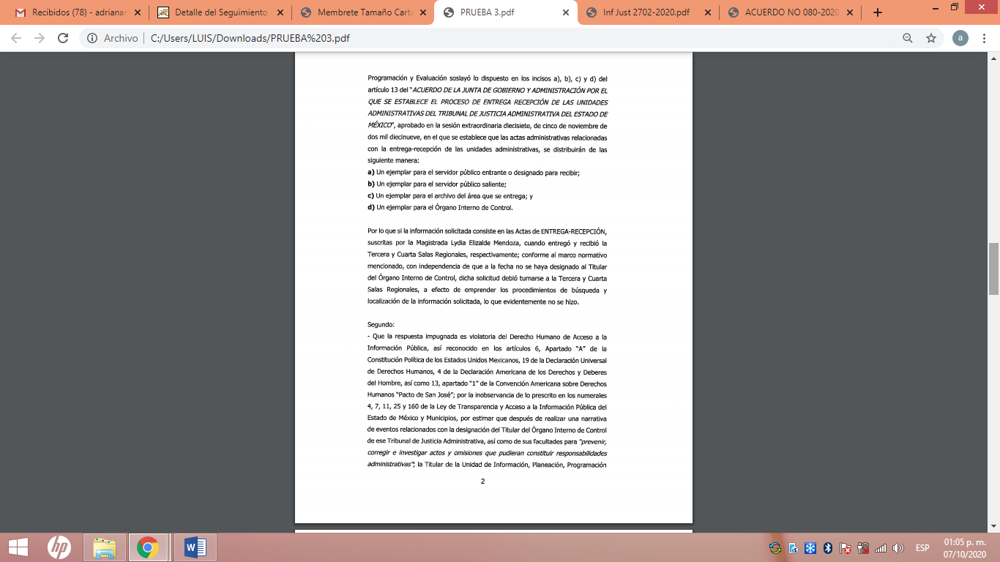 Recibidos (78) - adrianar
Detalle del Seguimiento
Membrete Tamaño Carta
PRUEBA 3.pdf
Inf Just 2702-2020.pdf
ACUERDO NO 080-2020
Archivo
C:/Users/LUIS/Downloads/PRUEBA%203.pdf
a
Programación y Evaluación soslayó lo dispuesto en los incisos a), b), c) y d) del
artículo 13 del “ACUERDO DE LA JUNTA DE GOBIERNO Y ADMINISTRACIÓN POR EL
QUE SE ESTABLECE EL PROCESO DE ENTREGA RECEPCIÓN DE LAS UNIDADES
ADMINISTRATIVAS DEL TRIBUNAL DE JUSTICIA ADMINISTRATIVA DEL ESTADO DE
MÉXICO”, aprobado en la sesión extraordinaria diecisiete, de cinco de noviembre de
dos mil diecinueve, en el que se establece que las actas administrativas relacionadas
con la entrega-recepción de las unidades administrativas, se distribuirán de las
siguiente manera:
a) Un ejemplar para el servidor público entrante o designado para recibir;
b) Un ejemplar para el servidor público saliente;
c) Un ejemplar para el archivo del área que se entrega; y
d) Un ejemplar para el Órgano Interno de Control.
Por lo que si la información solicitada consiste en las Actas de ENTREGA-RECEPCIÓN,
suscritas por la Magistrada Lydia Elizalde Mendoza, cuando entregó y recibió la
Tercera y Cuarta Salas Regionales, respectivamente; conforme al marco normativo
mencionado, con independencia de que a la fecha no se haya designado al Titular
del Órgano Interno de Control, dicha solicitud debió turnarse a la Tercera y Cuarta
Salas Regionales, a efecto de emprender los procedimientos de búsqueda y
localización de la información solicitada, lo que evidentemente no se hizo.
Segundo:
- Que la respuesta impugnada es violatoria del Derecho Humano de Acceso a la
Información Pública, así reconocido en los artículos 6, Apartado “A” de la
Constitución Política de los Estados Unidos Mexicanos, 19 de la Declaración Universal
de Derechos Humanos, 4 de la Declaración Americana de los Derechos y Deberes
del Hombre, así como 13, apartado “1” de la Convención Americana sobre Derechos
Humanos “Pacto de San José”; por la inobservancia de lo prescrito en los numerales
4, 7, 11, 25 y 160 de la Ley de Transparencia y Acceso a la Información Pública del
Estado de México y Municipios, por estimar que después de realizar una narrativa
de eventos relacionados con la designación del Titular del Órgano Interno de Control
de ese Tribunal de Justicia Administrativa, así como de sus facultades para “prevenir,
corregir e investigar actos y omisiones que pudieran constituir responsabilidades
administrativas”; la Titular de la Unidad de Información, Planeación, Programación
2
ESP
01:05 p. m.
07/10/2020